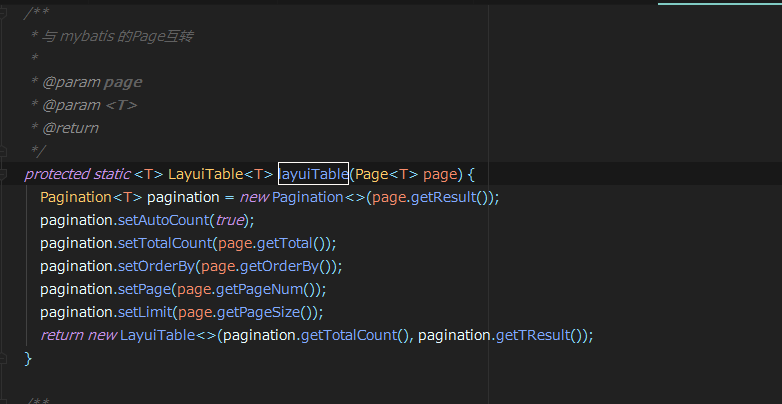 /**
* 与 mybatis 的Page互转
*
* @param page
* @param <T>
* @return
*/
protected static <T> LayuiTable<T> layuiTable(Page<T> page) {
Pagination<T> pagination = new Pagination<>(page.getResult());
pagination.setAutoCount(true);
pagination.setTotalCount(page.getTotal());
pagination.setOrderBy(page.getOrderBy());
pagination.setPage(page.getPageNum());
pagination.setLimit(page.getPageSize());
return new LayuiTable<>(pagination.getTotalCount(), pagination.getTResult());
}
/**